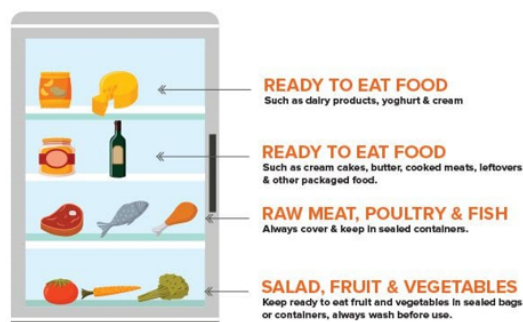 READY TO EAT FOOD
Such as dairy products, yoghurt & cream
READY TO EAT FOOD
Such as cream cakes, butter, cooked meats, leftovers
& other packaged food.
RAW MEAT, POULTRY & FISH
Always cover & keep in sealed containers.
SALAD, FRUIT & VEGETABLES
Keep ready to eat fruit and vegetables in sealed bags
or containers, always wash before use.